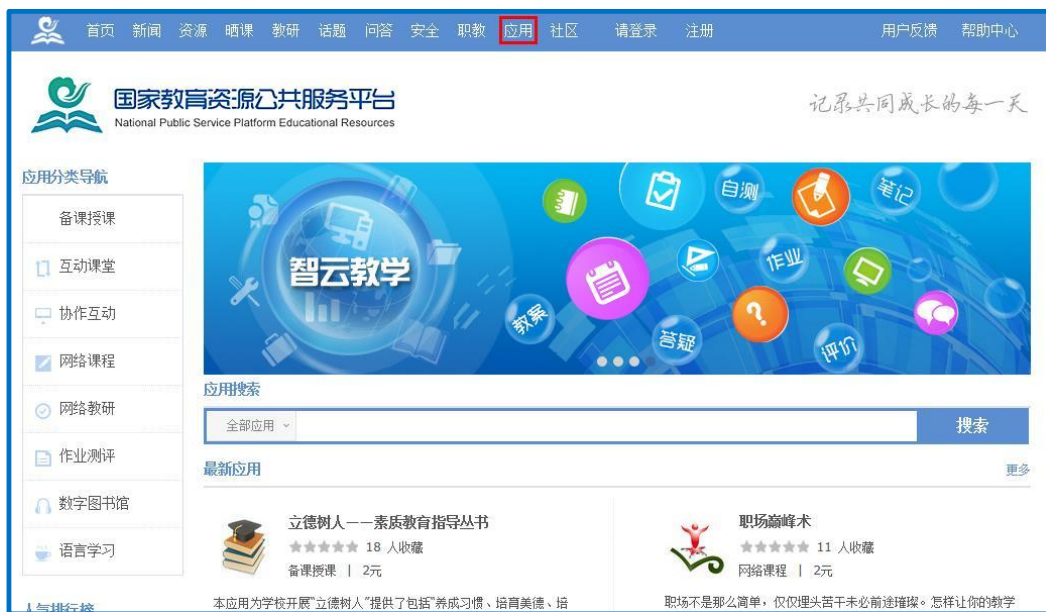 首页 新闻 资源 晒课 教研 话题 问答 安全 职教 应用 社区 请登录 注册 用户反馈 帮助中心
国家教育资源公共服务平台
National Public Service Platform Educational Resources
记录共同成长的每一天
应用分类导航
备课授课
互动课堂
协作互动
网络课程
网络教研
作业测评
数字图书馆
语言学习
人气排行榜
智云教学
自测
笔记
作业
教案
答疑
评价
应用搜索
全部应用
搜索
最新应用 更多
立德树人——素质教育指导丛书
18 人收藏
备课授课 | 2元
本应用为学校开展"立德树人"提供了包括"养成习惯、培育美德、培
职场巅峰术
11 人收藏
网络课程 | 2元
职场不是那么简单，仅仅埋头苦干未必前途璀璨。怎样让你的教学